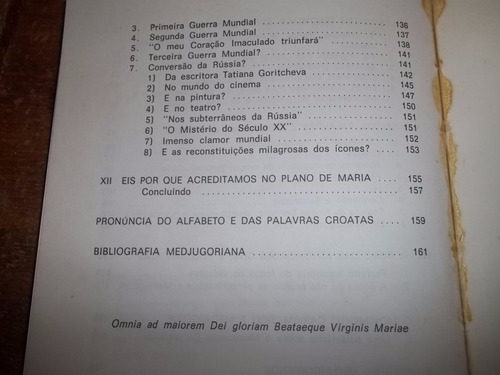 3. Primeira Guerra Mundial .................... 136
4. Segunda Guerra Mundial .................... 137
5. "O meu Coração Imaculado triunfará" .......... 138
6. Terceira Guerra Mundial? .................... 141
7. Conversão da Rússia? .................... 141
1) Da escritora Tatiana Goritcheva .......... 142
2) No mundo do cinema .................... 145
3) E na pintura? .................... 147
4) E no teatro? .................... 150
5) "Nos subterrâneos da Rússia" .......... 151
6) "O Mistério do Século XX" .......... 151
7) Imenso clamor mundial .......... 152
8) E as reconstituições milagrosas dos ícones? .... 153
XII EIS POR QUE ACREDITAMOS NO PLANO DE MARIA .... 155
Concluindo .................... 157
PRONÚNCIA DO ALFABETO E DAS PALAVRAS CROATAS .... 159
BIBLIOGRAFIA MEDJUGORIANA .................... 161
Omnia ad maiorem Dei gloriam Beataeque Virginis Mariae